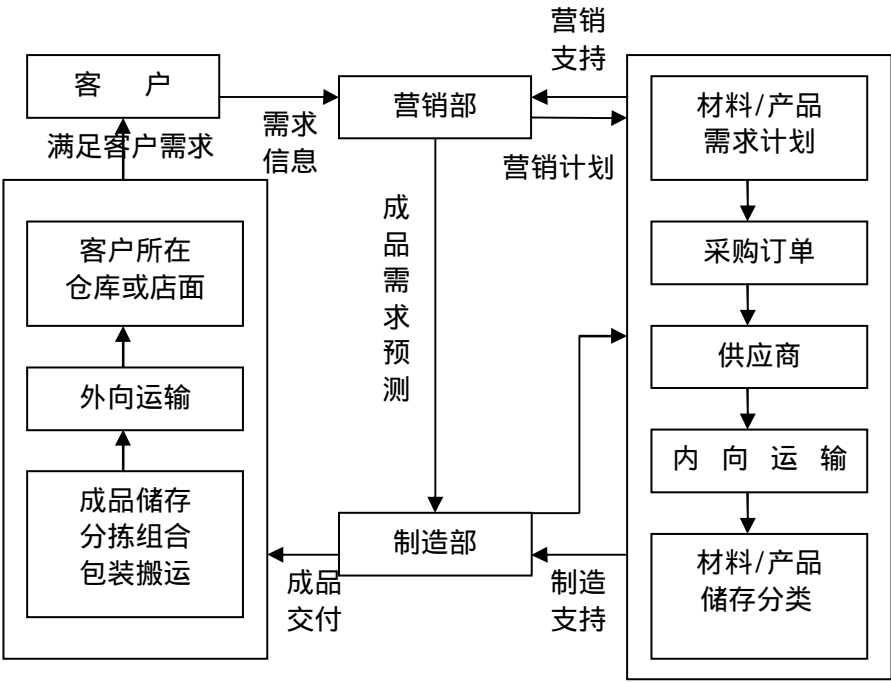 营销
支持
客 户
营销部
材料/产品
需求计划
需求
信息
满足客户需求
营销计划
成
品
需
求
预
测
采购订单
客户所在
仓库或店面
供应商
外向运输
内 向 运 输
成品储存
分拣组合
包装搬运
制造部
材料/产品
储存分类
成品
交付
制造
支持